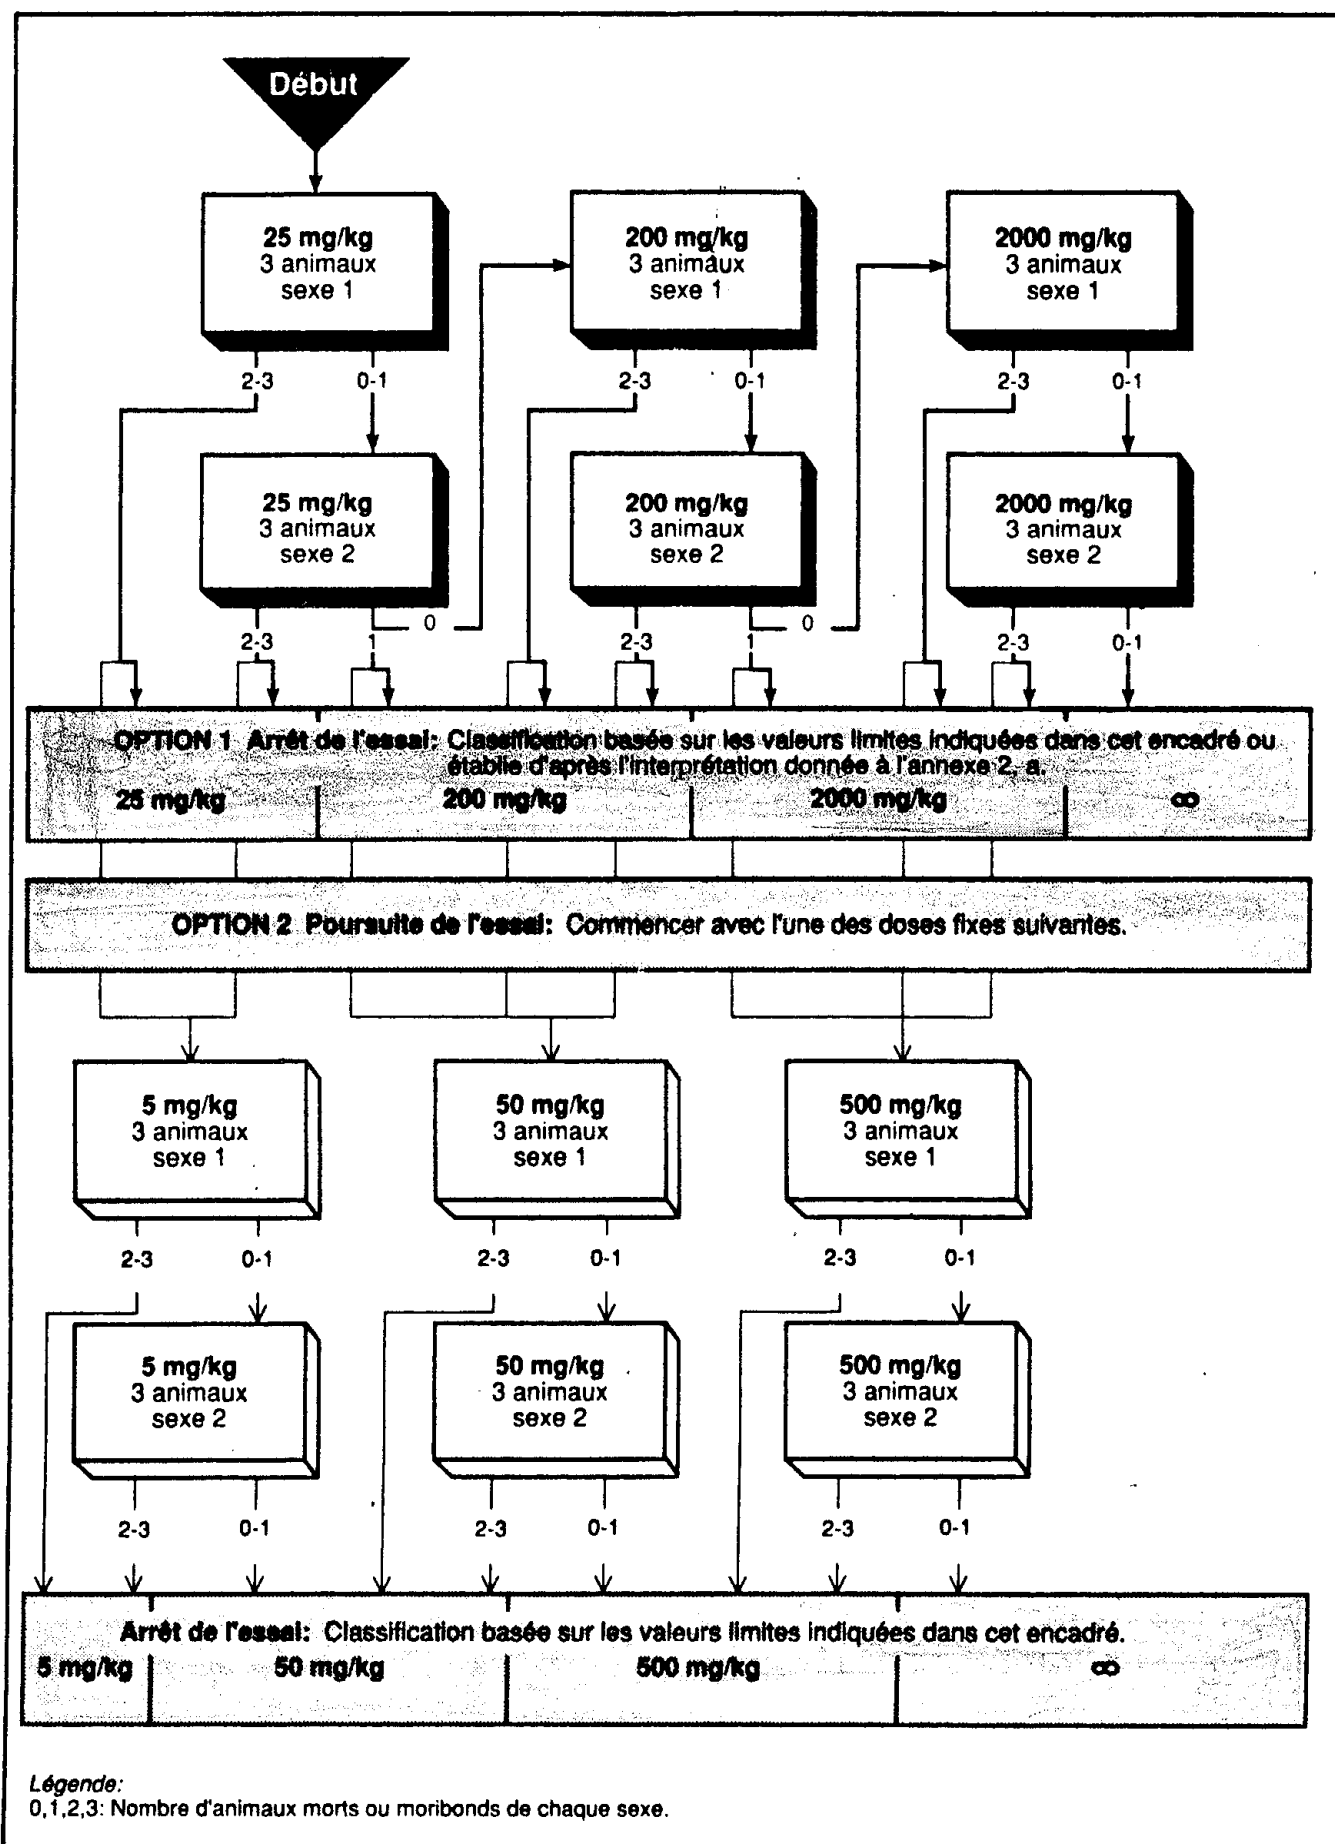 Début
25 mg/kg
3 animaux
sexe 1
200 mg/kg
3 animaux
sexe 1
2000 mg/kg
3 animaux
sexe 1
2-3
0-1
2-3
0-1
2-3
0-1
25 mg/kg
3 animaux
sexe 2
200 mg/kg
3 animaux
sexe 2
2000 mg/kg
3 animaux
sexe 2
2-3
1
0
2-3
1
0
2-3
0-1
OPTION 1 Arrêt de l'essai: Classification basée sur les valeurs limites indiquées dans cet encadré ou
établie d'après l'interprétation donnée à l'annexe 2, a.
25 mg/kg
200 mg/kg
2000 mg/kg
∞
OPTION 2 Poursuite de l'essai: Commencer avec l'une des doses fixes suivantes.
5 mg/kg
3 animaux
sexe 1
50 mg/kg
3 animaux
sexe 1
500 mg/kg
3 animaux
sexe 1
2-3
0-1
2-3
0-1
2-3
0-1
5 mg/kg
3 animaux
sexe 2
50 mg/kg
3 animaux
sexe 2
500 mg/kg
3 animaux
sexe 2
2-3
0-1
2-3
0-1
2-3
0-1
Arrêt de l'essai: Classification basée sur les valeurs limites indiquées dans cet encadré.
5 mg/kg
50 mg/kg
500 mg/kg
∞
Légende:
0,1,2,3: Nombre d'animaux morts ou moribonds de chaque sexe.